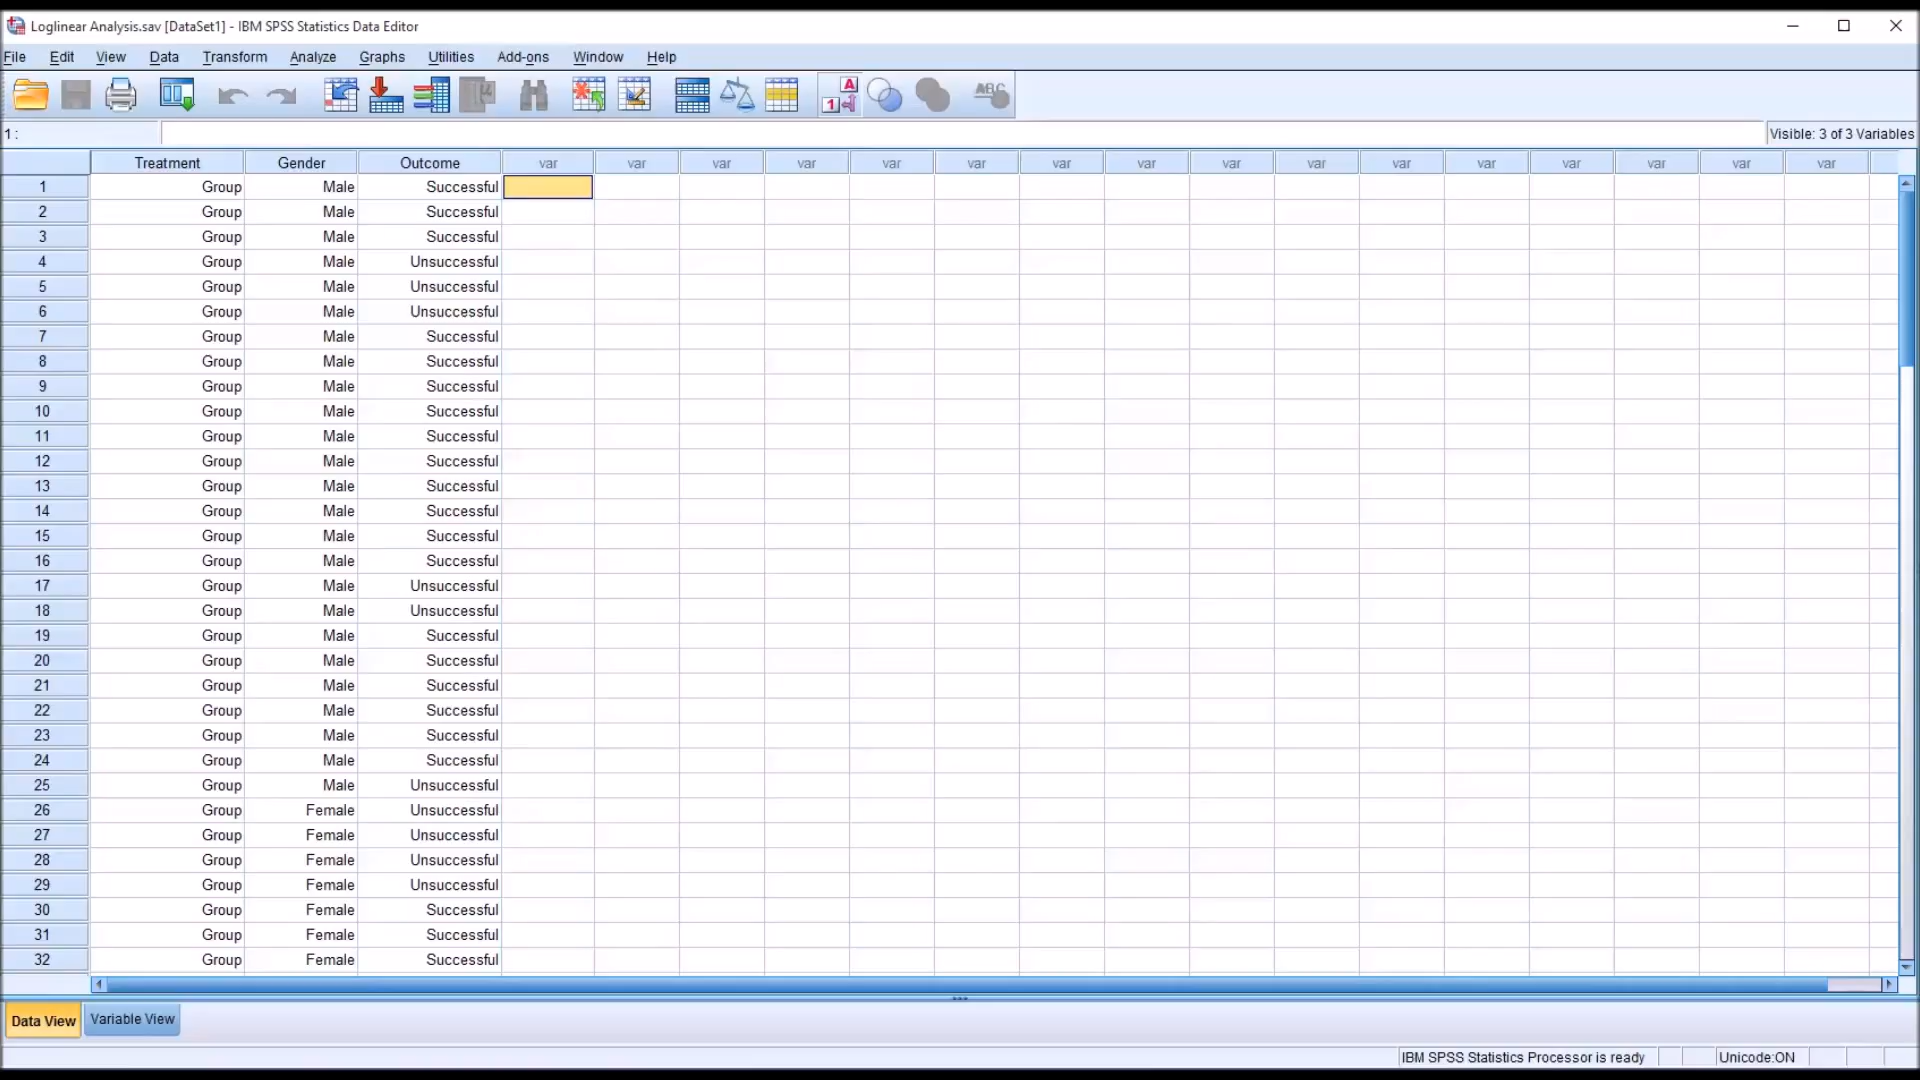 Loglinear Analysis.sav [DataSet1] - IBM SPSS Statistics Data Editor
File Edit View Data Transform Analyze Graphs Utilities Add-ons Window Help
1 A ABC
1 : Visible: 3 of 3 Variables
Treatment Gender Outcome var var var var var var var var var var var var var var var var
1 Group Male Successful
2 Group Male Successful
3 Group Male Successful
4 Group Male Unsuccessful
5 Group Male Unsuccessful
6 Group Male Unsuccessful
7 Group Male Successful
8 Group Male Successful
9 Group Male Successful
10 Group Male Successful
11 Group Male Successful
12 Group Male Successful
13 Group Male Successful
14 Group Male Successful
15 Group Male Successful
16 Group Male Successful
17 Group Male Unsuccessful
18 Group Male Unsuccessful
19 Group Male Successful
20 Group Male Successful
21 Group Male Successful
22 Group Male Successful
23 Group Male Successful
24 Group Male Successful
25 Group Male Unsuccessful
26 Group Female Unsuccessful
27 Group Female Unsuccessful
28 Group Female Unsuccessful
29 Group Female Unsuccessful
30 Group Female Successful
31 Group Female Successful
32 Group Female Successful
Data View Variable View
IBM SPSS Statistics Processor is ready Unicode:ON